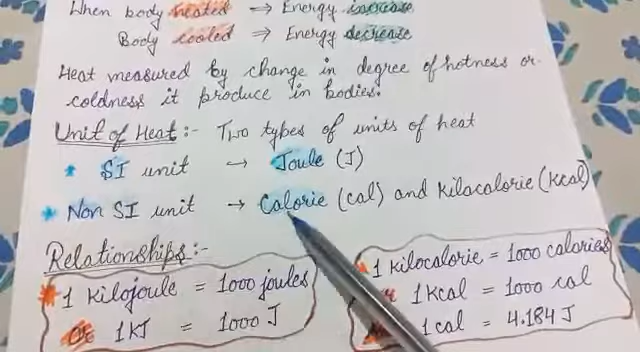 When body heated → Energy increase
Body cooled → Energy decrease
Heat measured by change in degree of hotness or
coldness it produce in bodies.
Unit of Heat:- Two types of units of heat
* SI unit → Joule (J)
* Non SI unit → Calorie (cal) and Kilocalorie (Kcal)
Relationships:-
* 1 Kilojoule = 1000 joules
or 1KJ = 1000 J
1 kilocalorie = 1000 calories
1 Kcal = 1000 cal
1 cal = 4.184 J